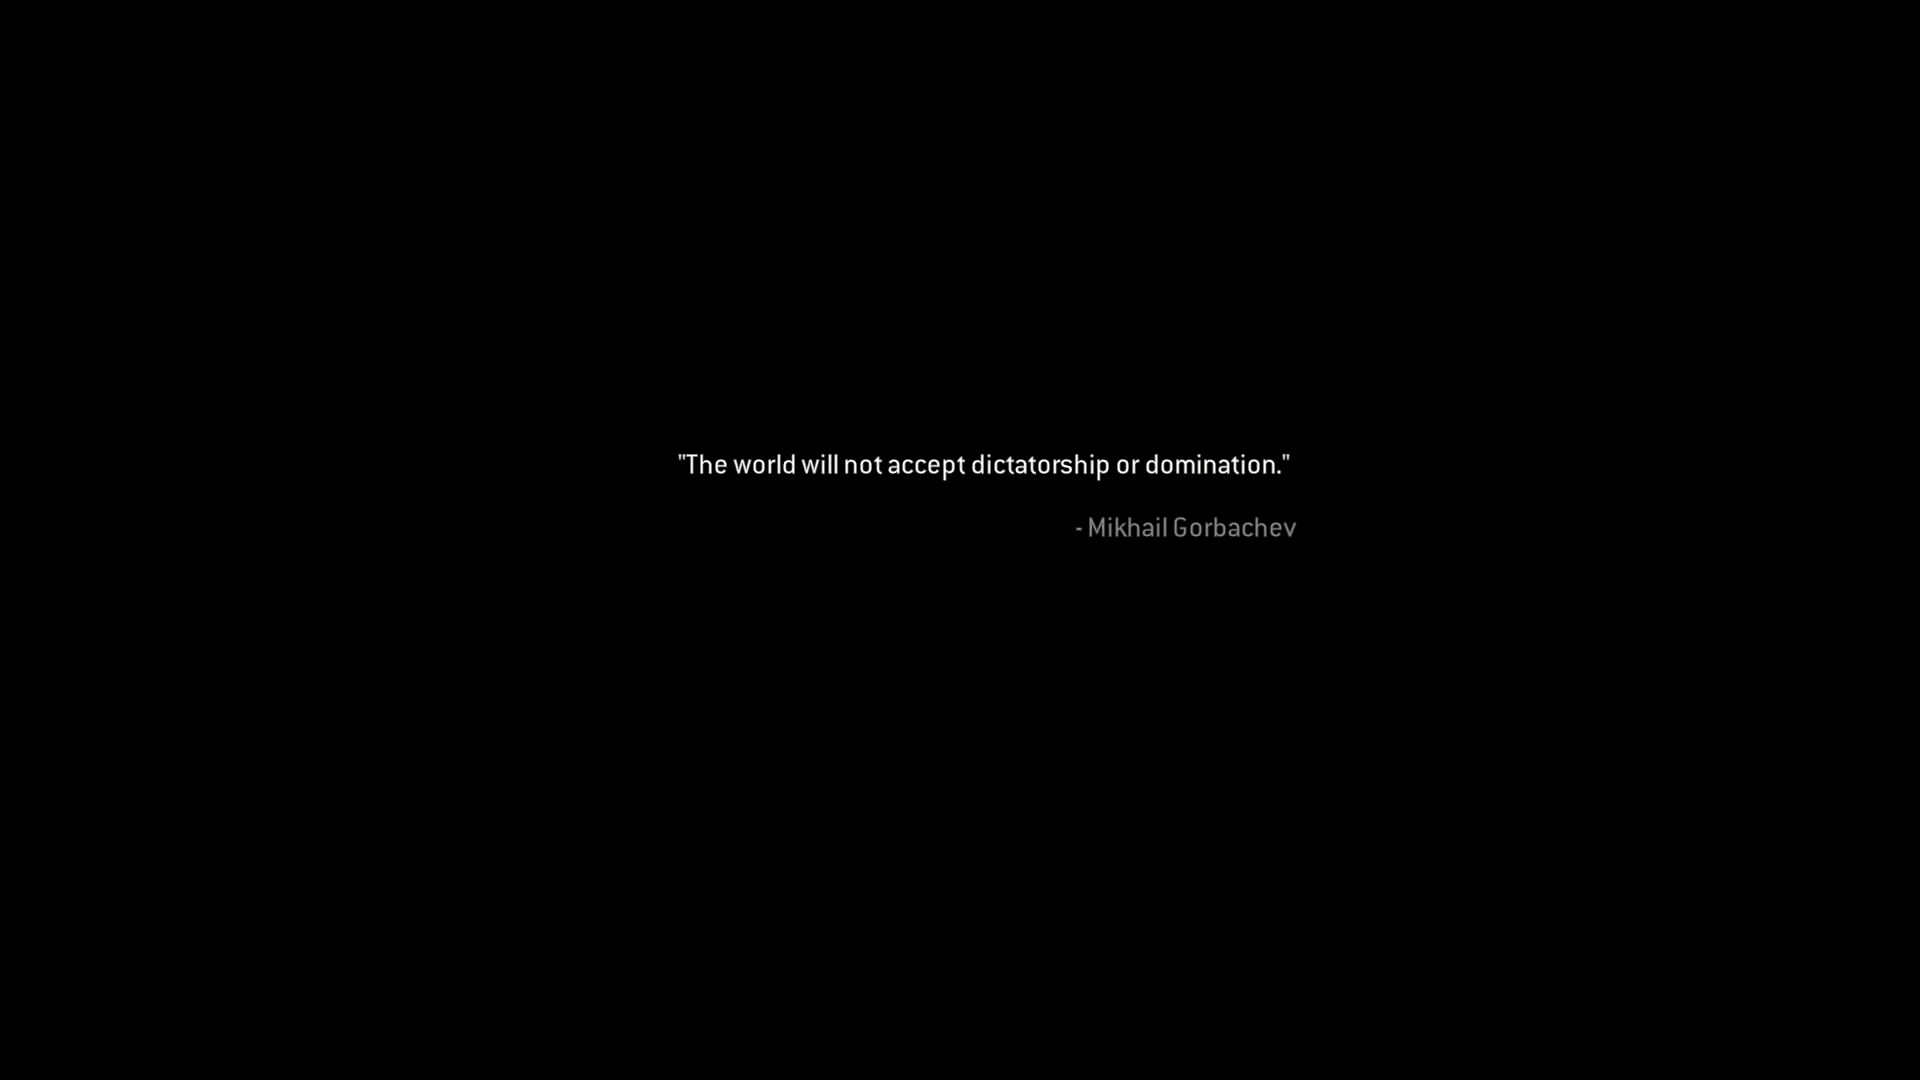 "The world will not accept dictatorship or domination."
- Mikhail Gorbachev